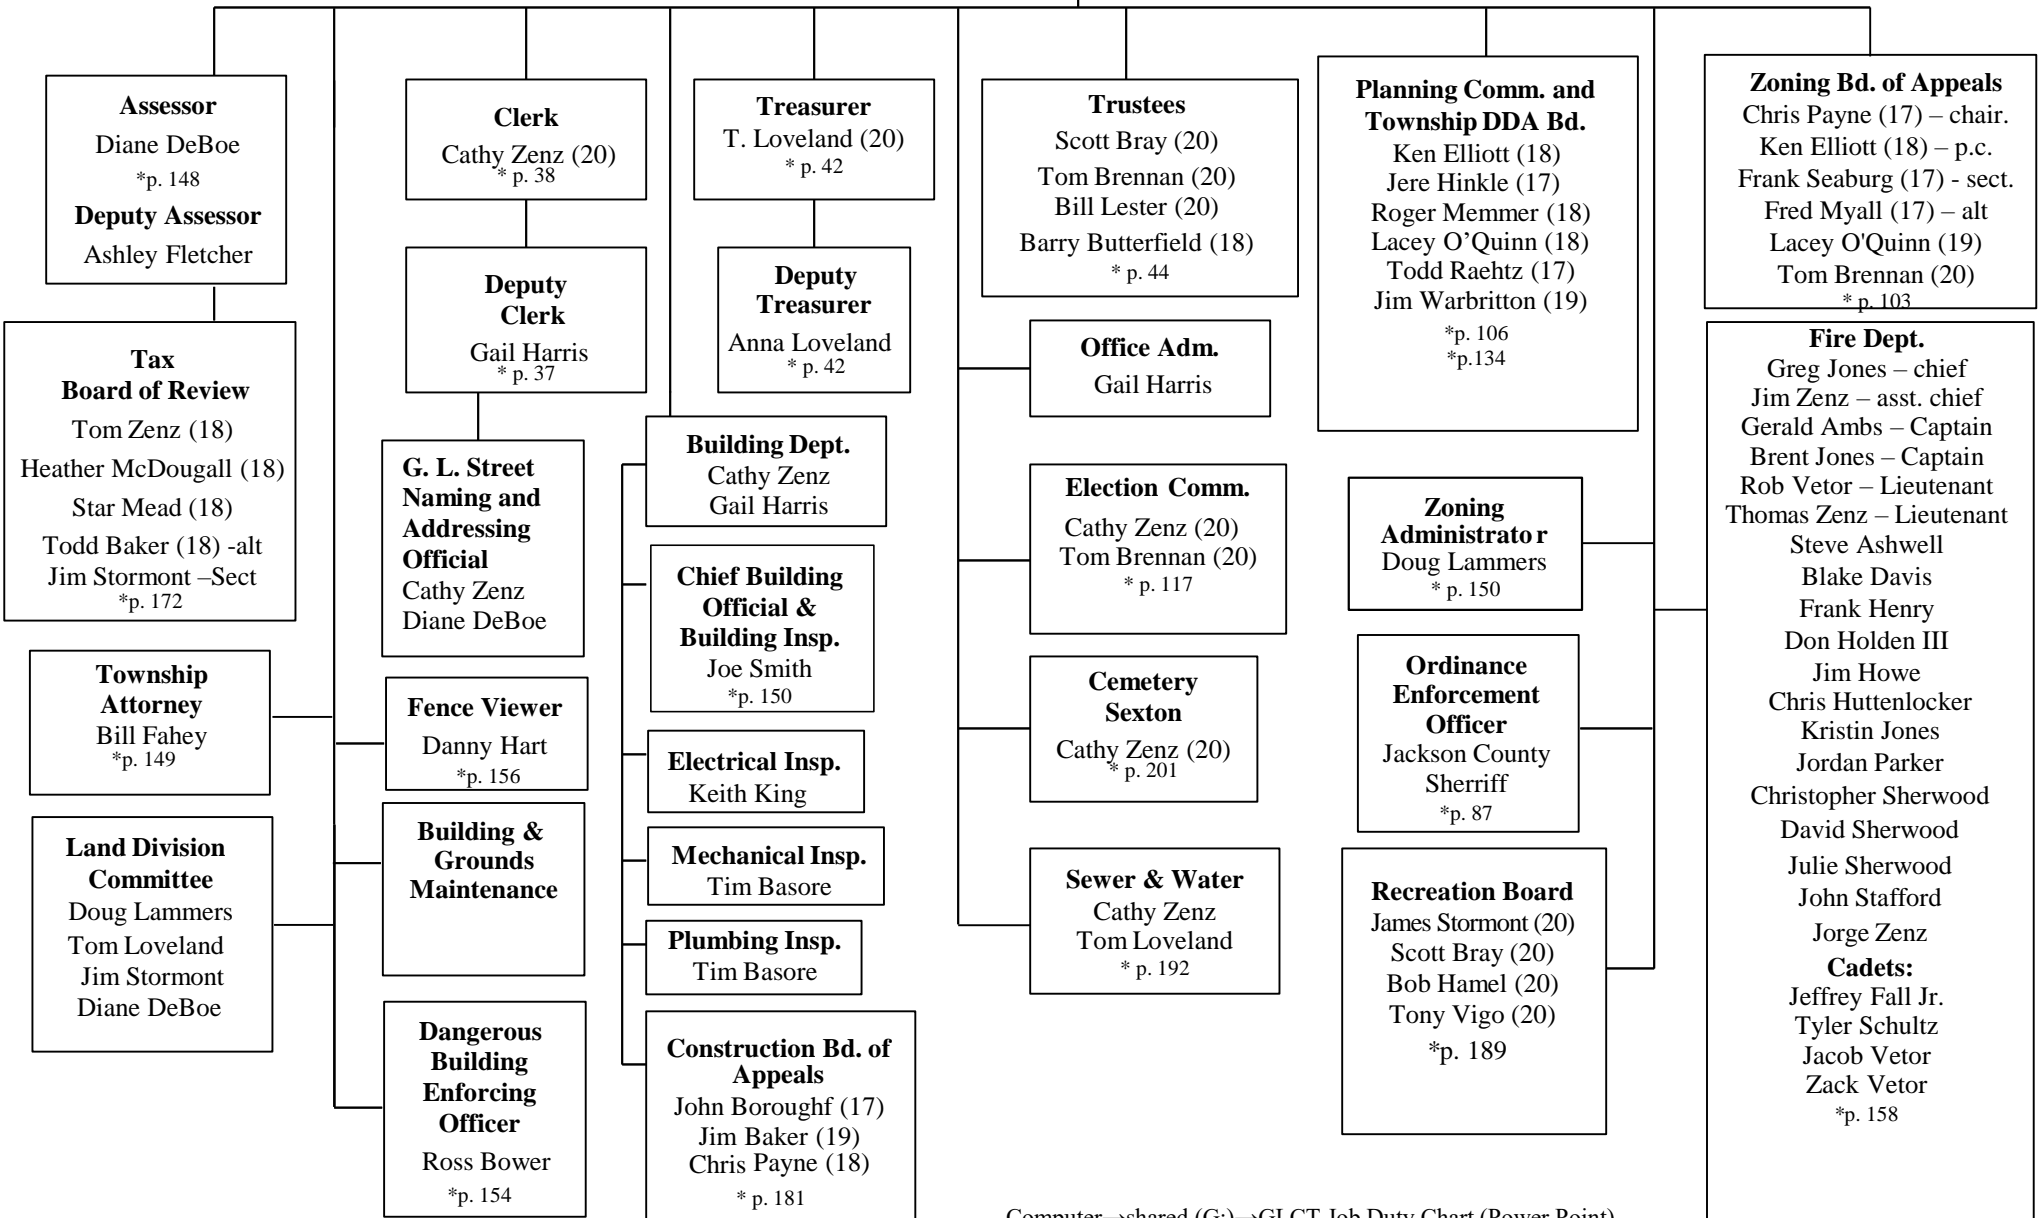 Assessor
Diane DeBoe
*p. 148
Deputy Assessor
Ashley Fletcher
Tax
Board of Review
Tom Zenz (18)
Heather McDougall (18)
Star Mead (18)
Todd Baker (18) -alt
Jim Stormont –Sect
*p. 172
Township
Attorney
Bill Fahey
*p. 149
Land Division
Committee
Doug Lammers
Tom Loveland
Jim Stormont
Diane DeBoe
Clerk
Cathy Zenz (20)
* p. 38
Deputy
Clerk
Gail Harris
* p. 37
G. L. Street
Naming and
Addressing
Official
Cathy Zenz
Diane DeBoe
Fence Viewer
Danny Hart
*p. 156
Building &
Grounds
Maintenance
Dangerous
Building
Enforcing
Officer
Ross Bower
*p. 154
Treasurer
T. Loveland (20)
* p. 42
Deputy
Treasurer
Anna Loveland
* p. 42
Building Dept.
Cathy Zenz
Gail Harris
Chief Building
Official &
Building Insp.
Joe Smith
*p. 150
Electrical Insp.
Keith King
Mechanical Insp.
Tim Basore
Plumbing Insp.
Tim Basore
Construction Bd. of
Appeals
John Boroughf (17)
Jim Baker (19)
Chris Payne (18)
* p. 181
Trustees
Scott Bray (20)
Tom Brennan (20)
Bill Lester (20)
Barry Butterfield (18)
* p. 44
Office Adm.
Gail Harris
Election Comm.
Cathy Zenz (20)
Tom Brennan (20)
* p. 117
Cemetery
Sexton
Cathy Zenz (20)
* p. 201
Sewer & Water
Cathy Zenz
Tom Loveland
* p. 192
Planning Comm. and
Township DDA Bd.
Ken Elliott (18)
Jere Hinkle (17)
Roger Memmer (18)
Lacey O’Quinn (18)
Todd Raehtz (17)
Jim Warbritton (19)
*p. 106
*p.134
Zoning
Administrator
Doug Lammers
* p. 150
Ordinance
Enforcement
Officer
Jackson County
Sherriff
*p. 87
Recreation Board
James Stormont (20)
Scott Bray (20)
Bob Hamel (20)
Tony Vigo (20)
*p. 189
Zoning Bd. of Appeals
Chris Payne (17) – chair.
Ken Elliott (18) – p.c.
Frank Seaburg (17) - sect.
Fred Myall (17) – alt
Lacey O'Quinn (19)
Tom Brennan (20)
* p. 103
Fire Dept.
Greg Jones – chief
Jim Zenz – asst. chief
Gerald Ambs – Captain
Brent Jones – Captain
Rob Vetor – Lieutenant
Thomas Zenz – Lieutenant
Steve Ashwell
Blake Davis
Frank Henry
Don Holden III
Jim Howe
Chris Huttenlocker
Kristin Jones
Jordan Parker
Christopher Sherwood
David Sherwood
Julie Sherwood
John Stafford
Jorge Zenz
Cadets:
Jeffrey Fall Jr.
Tyler Schultz
Jacob Vetor
Zack Vetor
*p. 158
Computer→shared (G:)→GLCT Job Duty Chart (Power Point)